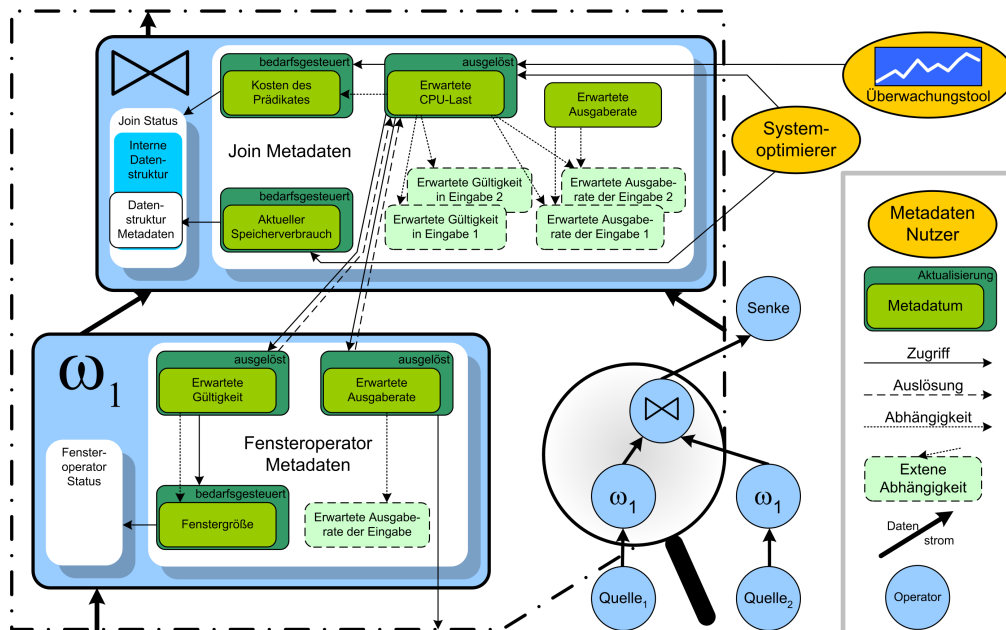 bedarfsgesteuert
Kosten des
Prädikates
ausgelöst
Erwartete
CPU-Last
Erwartete
Ausgaberate
Überwachungstool
System-
optimierer
Join Status
Interne
Daten-
struktur
Daten-
struktur
Metadaten
Join Metadaten
bedarfsgesteuert
Aktueller
Speicherverbrauch
Erwartete Gültigkeit
in Eingabe 2
Erwartete Gültigkeit
in Eingabe 1
Erwartete Ausgabe-
rate der Eingabe 2
Erwartete Ausgabe-
rate der Eingabe 1
ω1
Fenster-
operator
Status
ausgelöst
Erwartete
Gültigkeit
ausgelöst
Erwartete
Ausgaberate
Fensteroperator
Metadaten
bedarfsgesteuert
Fenstergröße
Erwartete Ausgabe-
rate der Eingabe
Senke
ω1
ω1
Quelle1
Quelle2
Metadaten
Nutzer
Aktualisierung
Metadatum
Zugriff
Auslösung
Abhängigkeit
Extene
Abhängigkeit
Daten
strom
Operator